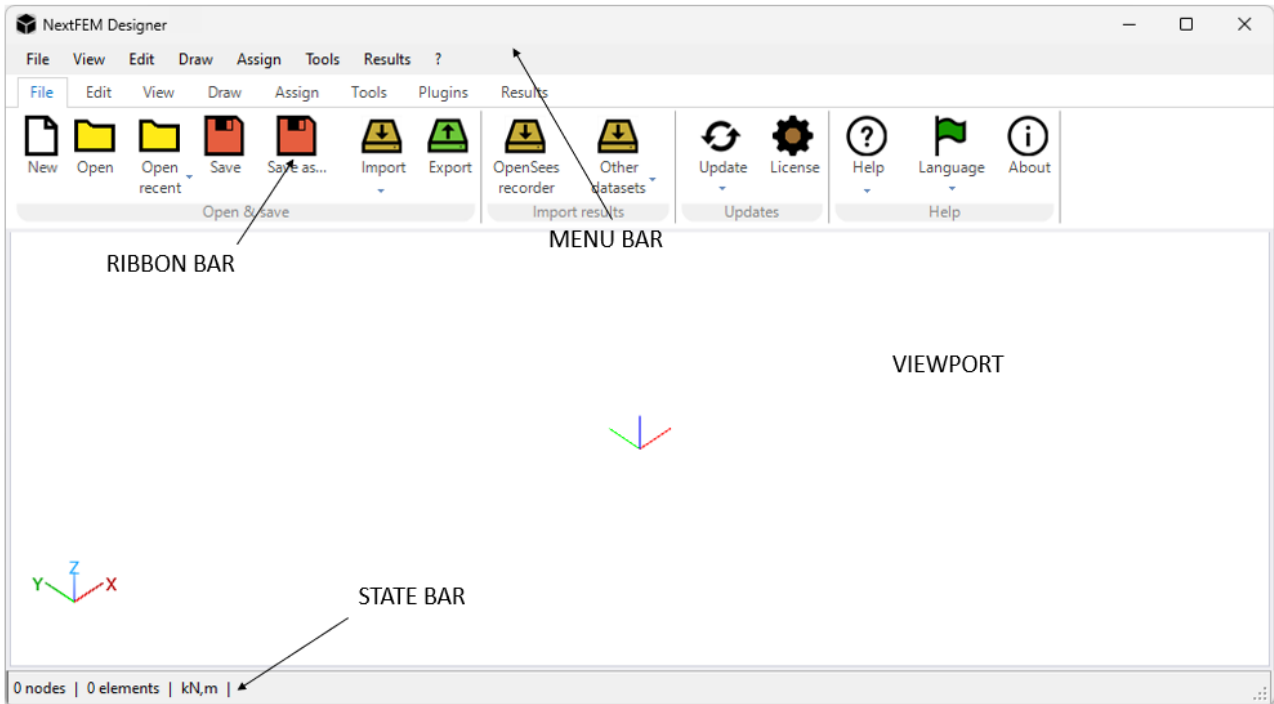 NextFEM Designer
File View Edit Draw Assign Tools Results ?
File Edit View Draw Assign Tools Plugins Results
New Open Open recent Save Save as... Import Export OpenSees recorder Other datasets Update License Help Language About
Open & save Import results Updates Help
MENU BAR
RIBBON BAR
VIEWPORT
Z
Y X
STATE BAR
0 nodes | 0 elements | kN,m |